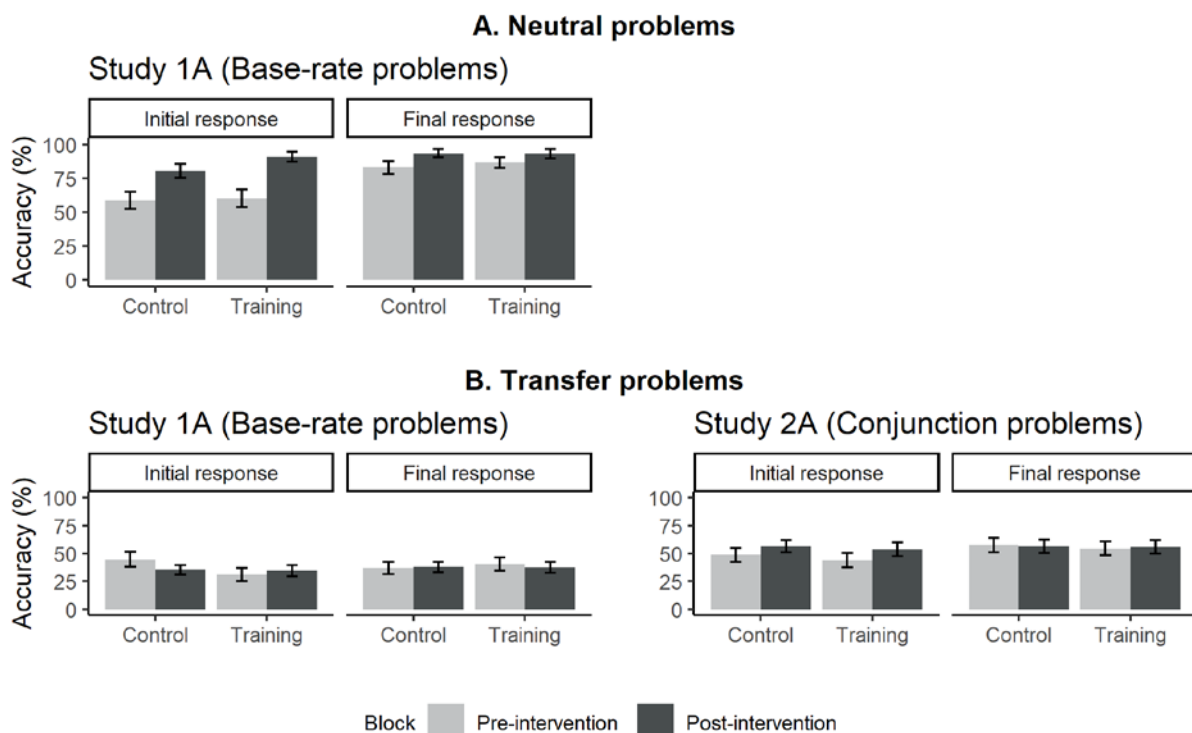 A. Neutral problems
Study 1A (Base-rate problems)
Initial response Final response
Accuracy (%)
100
75
50
25
0
Control Training Control Training
B. Transfer problems
Study 1A (Base-rate problems) Study 2A (Conjunction problems)
Initial response Final response Initial response Final response
Accuracy (%)
100 100
75 75
50 50
25 25
0 0
Control Training Control Training Control Training Control Training
Block Pre-intervention Post-intervention